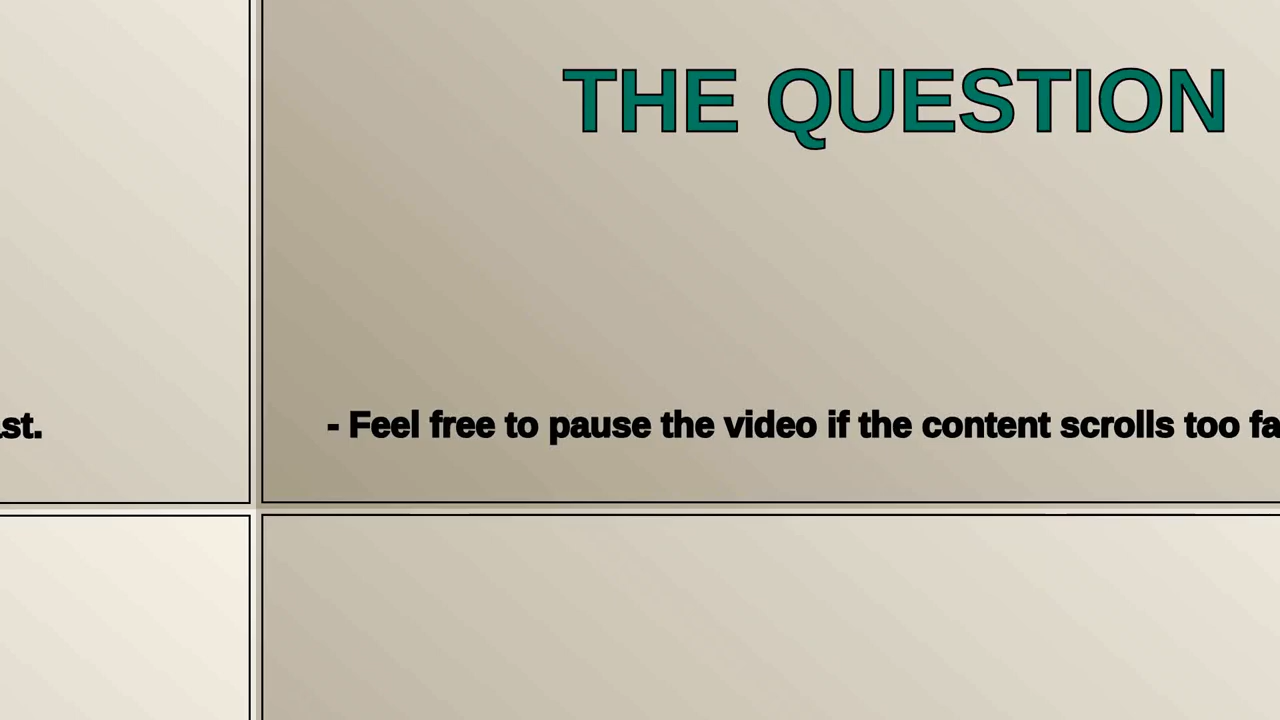 THE QUESTION
st.
- Feel free to pause the video if the content scrolls too fa